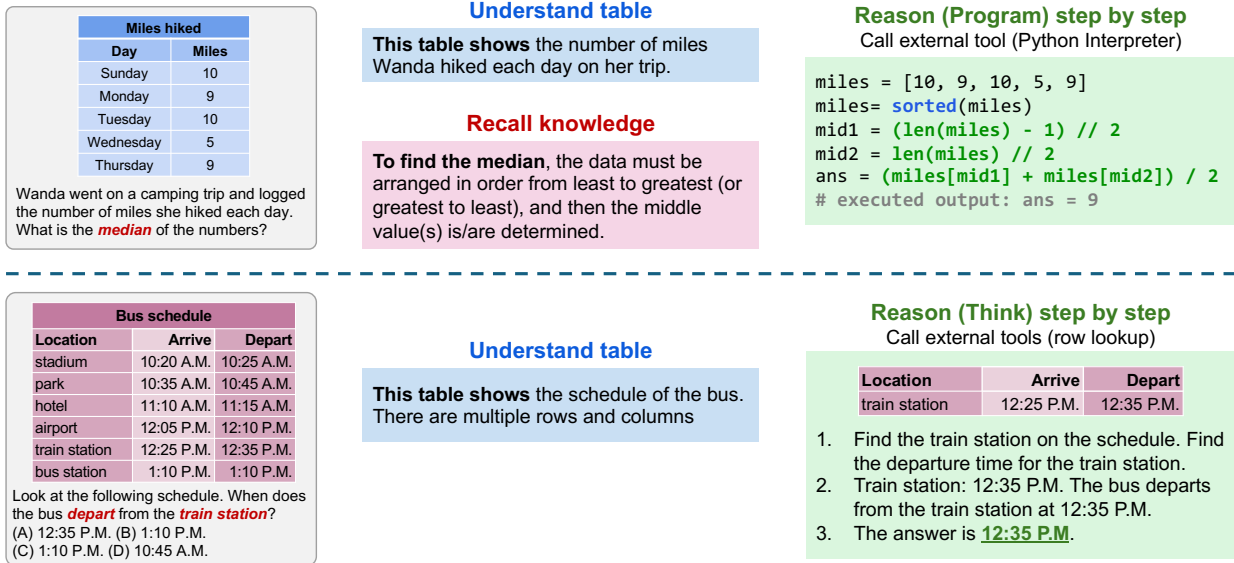 Miles hiked
Day Miles
Sunday 10
Monday 9
Tuesday 10
Wednesday 5
Thursday 9
Wanda went on a camping trip and logged
the number of miles she hiked each day.
What is the median of the numbers?
Understand table
This table shows the number of miles
Wanda hiked each day on her trip.
Recall knowledge
To find the median, the data must be
arranged in order from least to greatest (or
greatest to least), and then the middle
value(s) is/are determined.
Reason (Program) step by step
Call external tool (Python Interpreter)
miles = [10, 9, 10, 5, 9]
miles= sorted(miles)
mid1 = (len(miles) - 1) // 2
mid2 = len(miles) // 2
ans = (miles[mid1] + miles[mid2]) / 2
# executed output: ans = 9
Bus schedule
Location Arrive Depart
stadium 10:20 A.M. 10:25 A.M.
park 10:35 A.M. 10:45 A.M.
hotel 11:10 A.M. 11:15 A.M.
airport 12:05 P.M. 12:10 P.M.
train station 12:25 P.M. 12:35 P.M.
bus station 1:10 P.M. 1:10 P.M.
Look at the following schedule. When does
the bus depart from the train station?
(A) 12:35 P.M. (B) 1:10 P.M.
(C) 1:10 P.M. (D) 10:45 A.M.
Understand table
This table shows the schedule of the bus.
There are multiple rows and columns
Reason (Think) step by step
Call external tools (row lookup)
Location Arrive Depart
train station 12:25 P.M. 12:35 P.M.
1. Find the train station on the schedule. Find
the departure time for the train station.
2. Train station: 12:35 P.M. The bus departs
from the train station at 12:35 P.M.
3. The answer is 12:35 P.M.